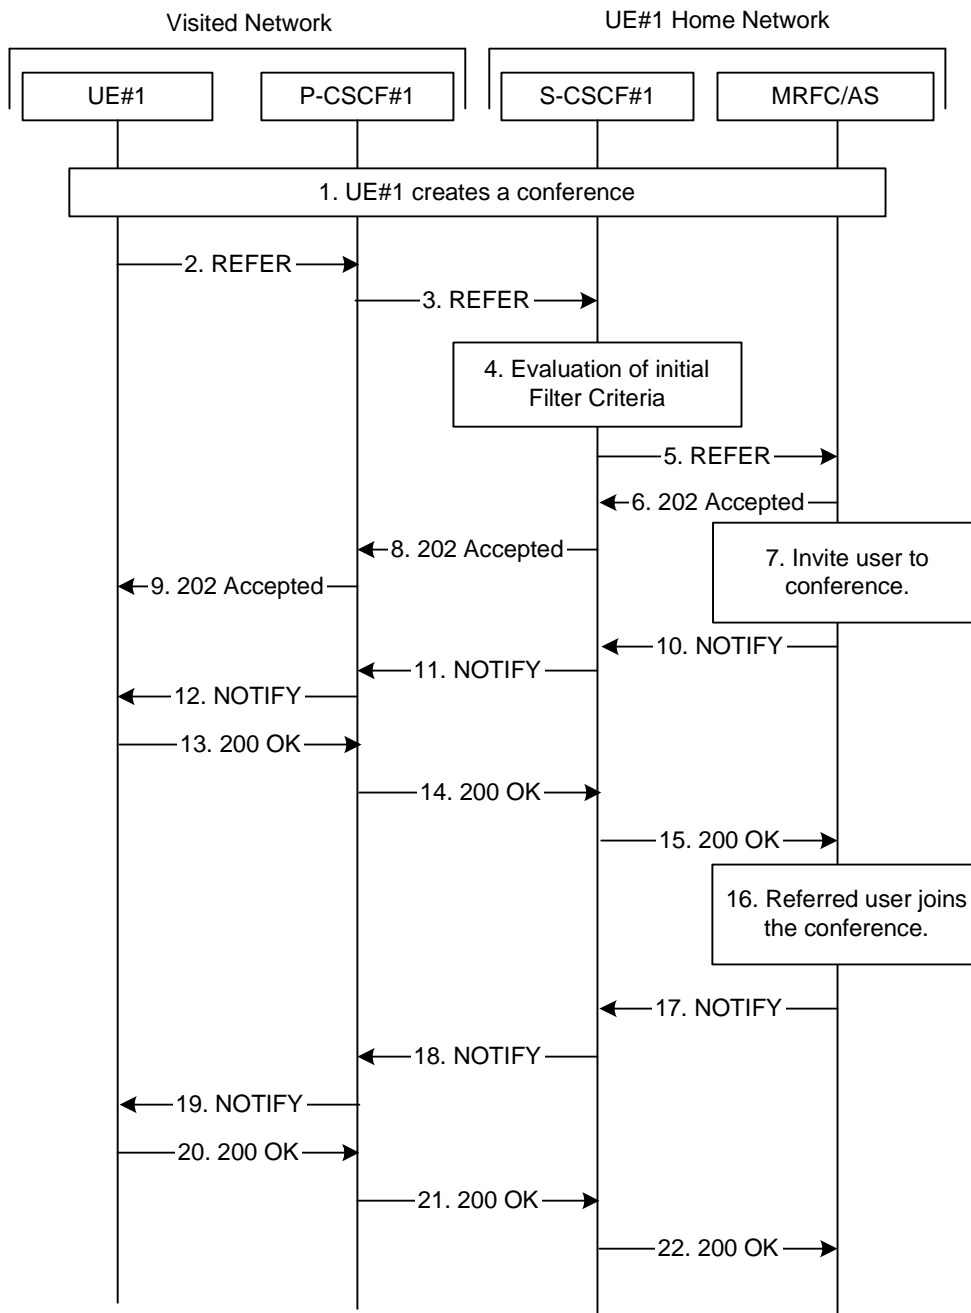 Visited Network
UE#1 Home Network
UE#1
P-CSCF#1
S-CSCF#1
MRFC/AS
1. UE#1 creates a conference
2. REFER
3. REFER
4. Evaluation of initial
Filter Criteria
5. REFER
6. 202 Accepted
7. Invite user to
conference.
8. 202 Accepted
9. 202 Accepted
10. NOTIFY
11. NOTIFY
12. NOTIFY
13. 200 OK
14. 200 OK
15. 200 OK
16. Referred user joins
the conference.
17. NOTIFY
18. NOTIFY
19. NOTIFY
20. 200 OK
21. 200 OK
22. 200 OK